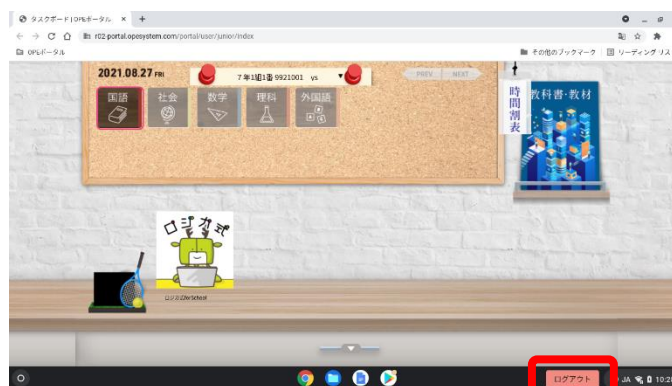 タスクボード | OPEポータル
r02-portal.opesystem.com/portal/user/junior/index
OPEポータル
その他のブックマーク
リーディング リス
2021.08.27 FRI
7年1組1番 9921001 ys
PREV
NEXT
国語
社会
数学
理科
外国語
時間割表
教科書・教材
ロジカ式
ログアウト
JA